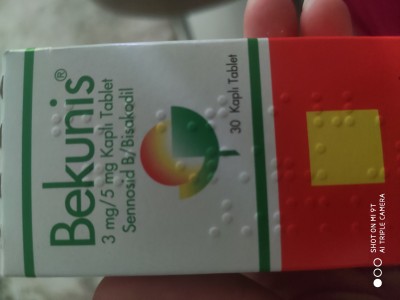 Bekunis®
3 mg/5 mg Kaplı Tablet
Sennosid B/Bisakodil
30 Kaplı Tablet
SHOT ON MI 9T
AI TRIPLE CAMERA